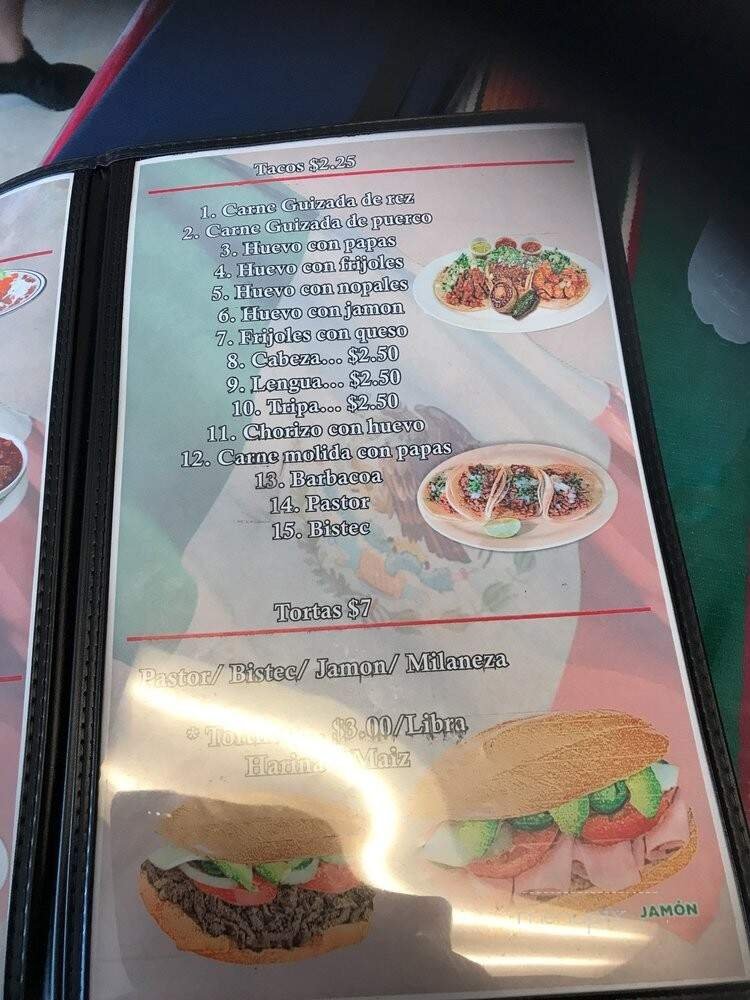 Tacos $2.25
1. Carne Guizada de rez
2. Carne Guizada de puerco
3. Huevo con papas
4. Huevo con frijoles
5. Huevo con nopales
6. Huevo con jamon
7. Frijoles con queso
8. Cabeza... $2.50
9. Lengua... $2.50
10. Tripa... $2.50
11. Chorizo con huevo
12. Carne molida con papas
13. Barbacoa
14. Pastor
15. Bistec
Tortas $7
Pastor/ Bistec/ Jamon/ Milaneza
* $3.00/Libra
Harina Maiz
JAMÓN